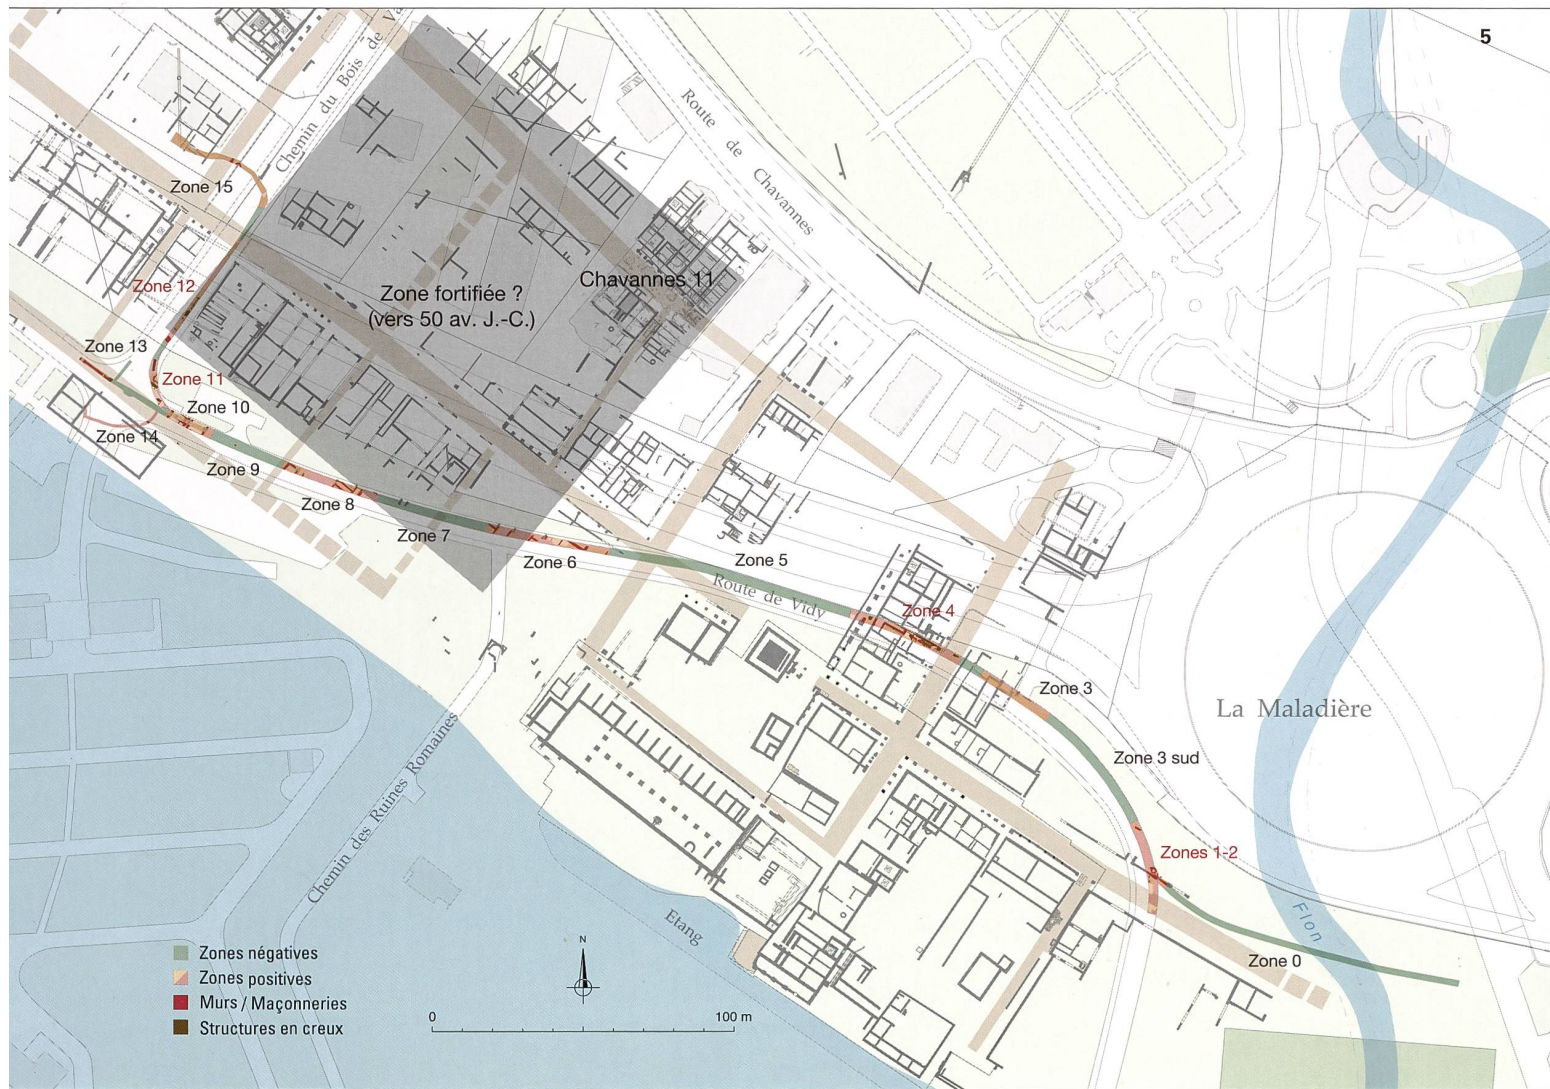 5
Chemin du Bois de
Route de Chavannes
Zone 15
Zone 12
Zone fortifiée ?
(vers 50 av. J.-C.)
Chavannes 11
Zone 13
Zone 11
Zone 10
Zone 14
Zone 9
Zone 8
Zone 7
Zone 6
Zone 5
Route de Vidy
Zone 4
Zone 3
La Maladière
Zone 3 sud
Chemin des Ruines Romaines
Zones 1-2
Etang
Flon
Zone 0
Zones négatives
Zones positives
Murs / Maçonneries
Structures en creux
N
0 100 m